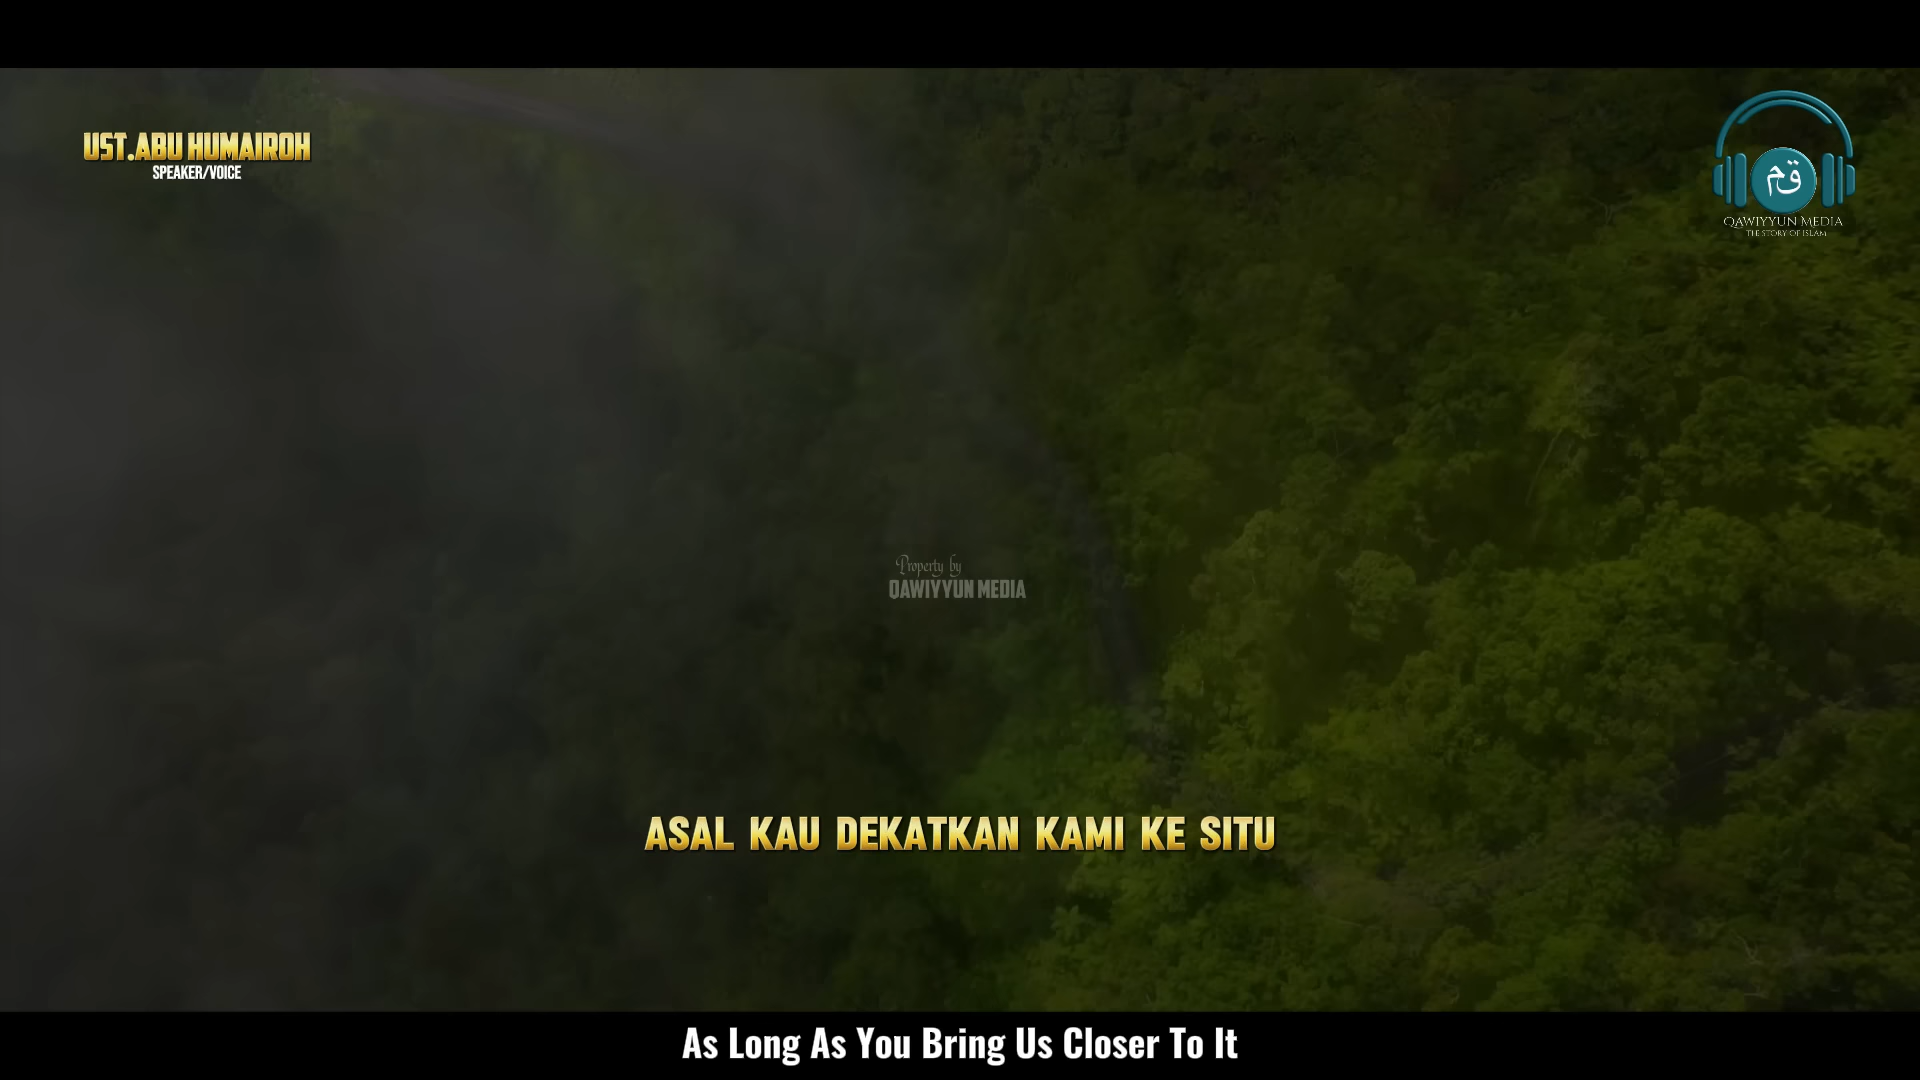 UST.ABU HUMAIROH
SPEAKER/VOICE
قم
QAWIYYUN MEDIA
THE STORY OF ISLAM
Property by
QAWIYYUN MEDIA
ASAL KAU DEKATKAN KAMI KE SITU
As Long As You Bring Us Closer To It